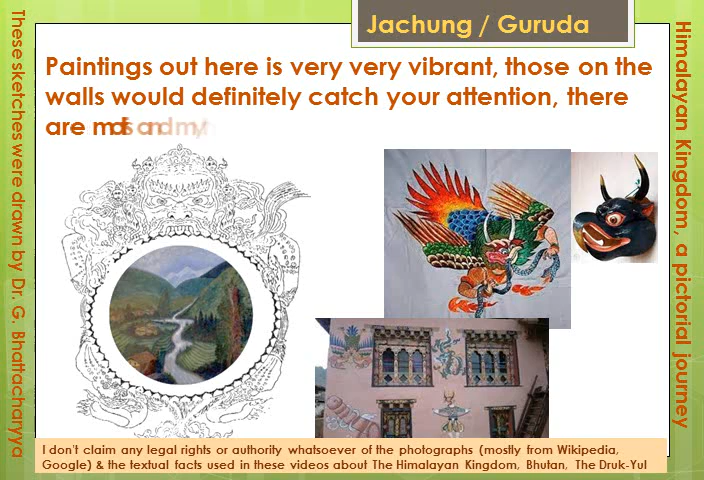 Jachung / Guruda
Paintings out here is very very vibrant, those on the
walls would definitely catch your attention, there
are
These sketches were drawn by Dr. G. Bhattacharyya
Himalayan Kingdom, a pictorial journey
I don't claim any legal rights or authority whatsoever of the photographs (mostly from Wikipedia,
Google) & the textual facts used in these videos about The Himalayan Kingdom, Bhutan, The Druk-Yul